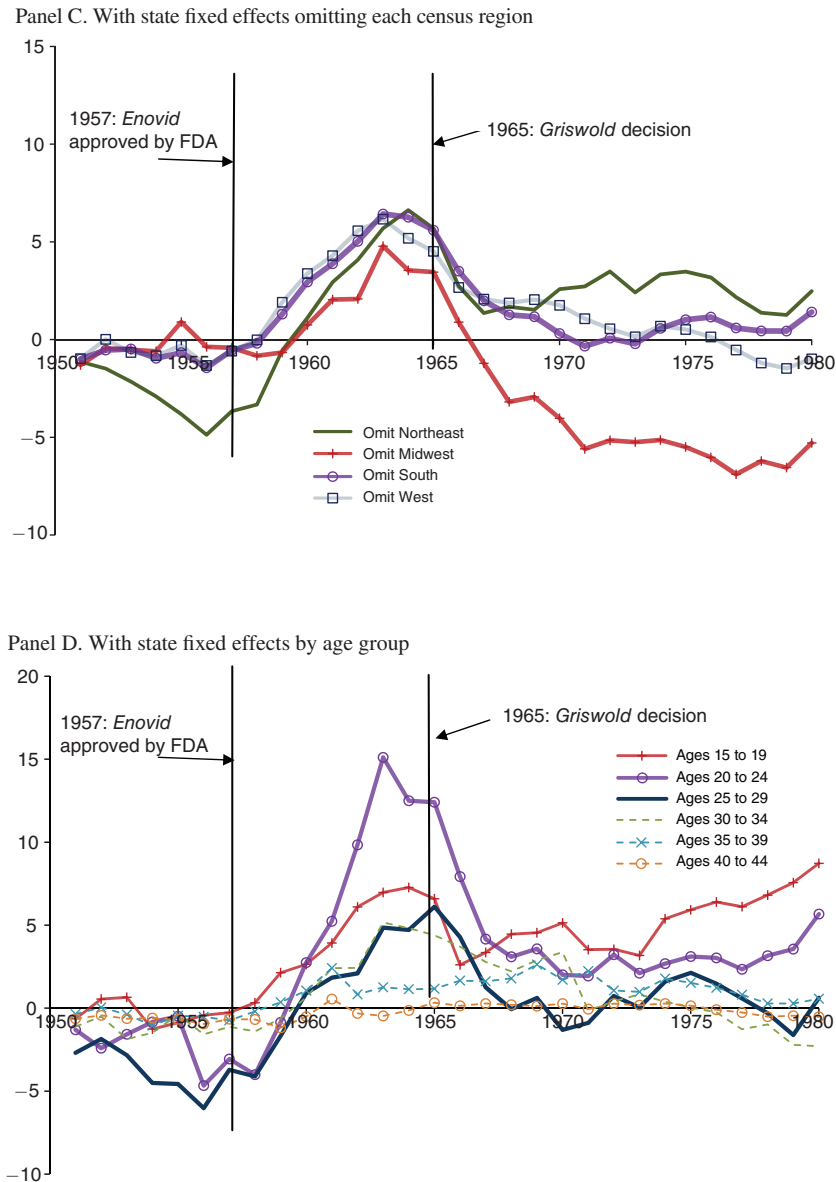 Panel C. With state fixed effects omitting each census region
15
1957: Enovid
approved by FDA
1965: Griswold decision
10
5
0
1950 1955 1960 1965 1970 1975 1980
Omit Northeast
Omit Midwest
Omit South
Omit West
−5
−10
Panel D. With state fixed effects by age group
20
1957: Enovid
approved by FDA
1965: Griswold decision
15
Ages 15 to 19
Ages 20 to 24
Ages 25 to 29
Ages 30 to 34
Ages 35 to 39
Ages 40 to 44
10
5
0
1950 1955 1960 1965 1970 1975 1980
−5
−10